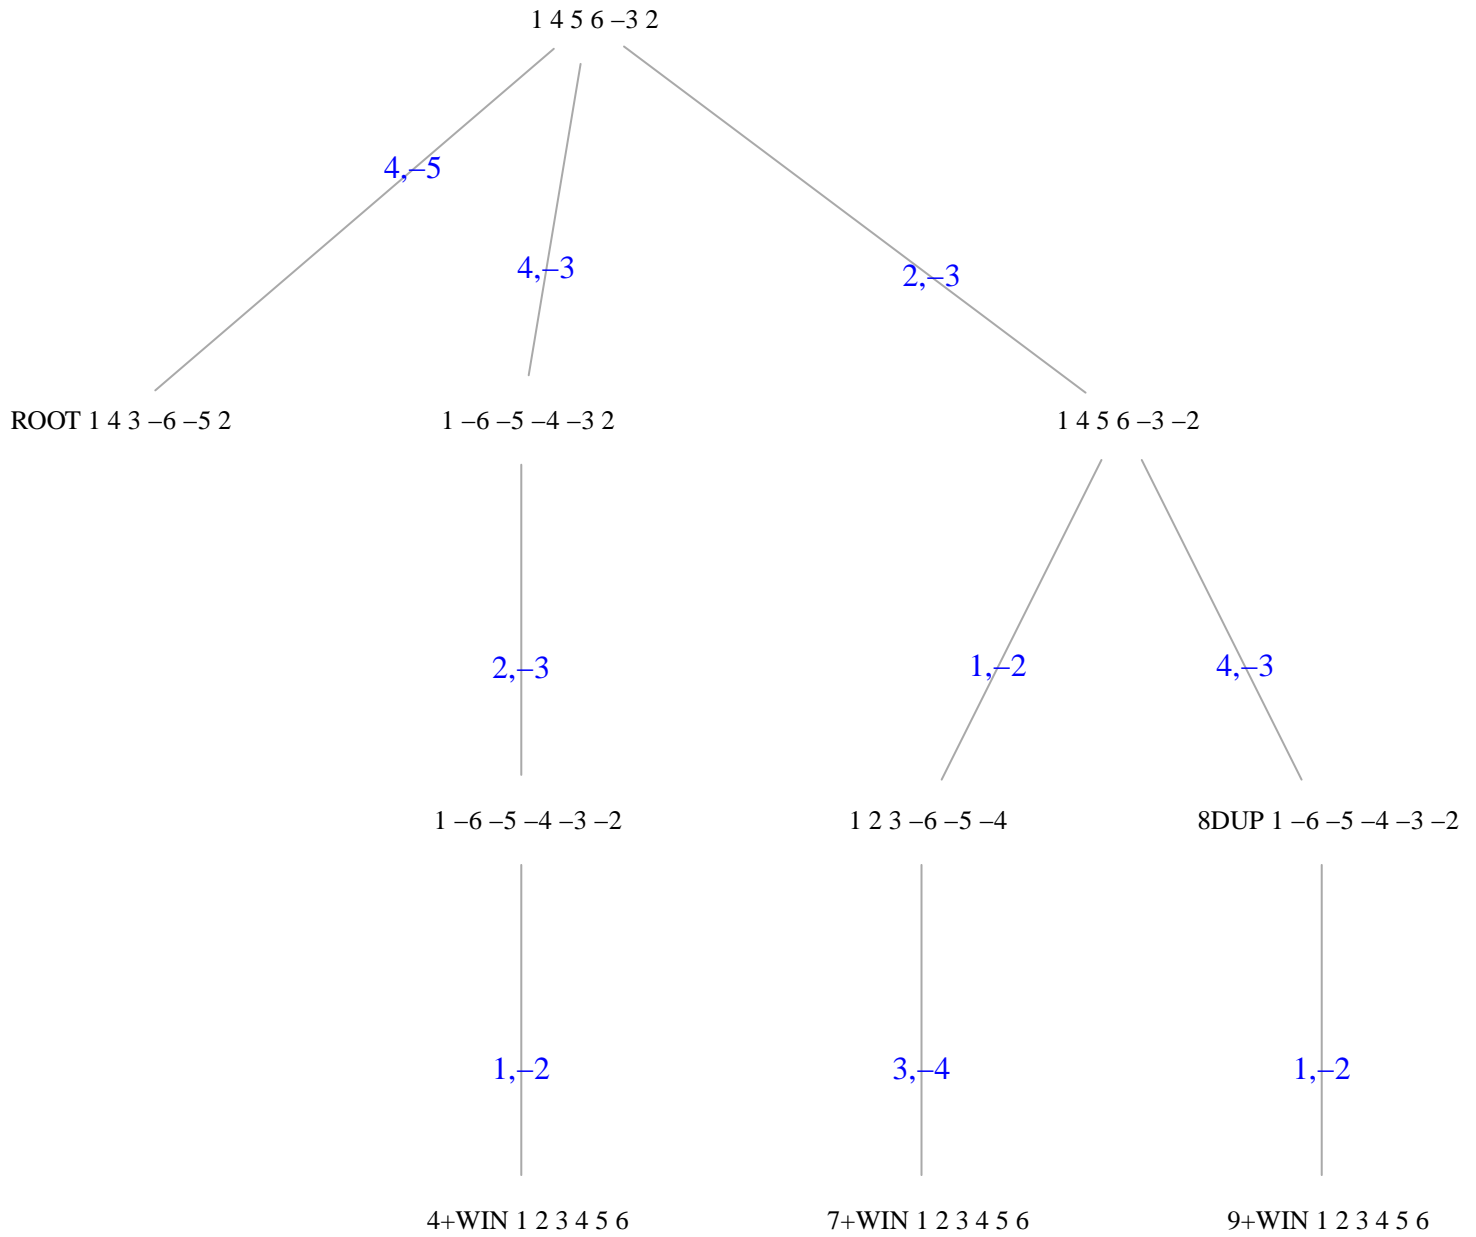 1 4 5 6 –3 2
4,–5
4,–3
2,–3
ROOT 1 4 3 –6 –5 2
1 –6 –5 –4 –3 2
1 4 5 6 –3 –2
2,–3
1,–2
4,–3
1 –6 –5 –4 –3 –2
1 2 3 –6 –5 –4
8DUP 1 –6 –5 –4 –3 –2
1,–2
3,–4
1,–2
4+WIN 1 2 3 4 5 6
7+WIN 1 2 3 4 5 6
9+WIN 1 2 3 4 5 6